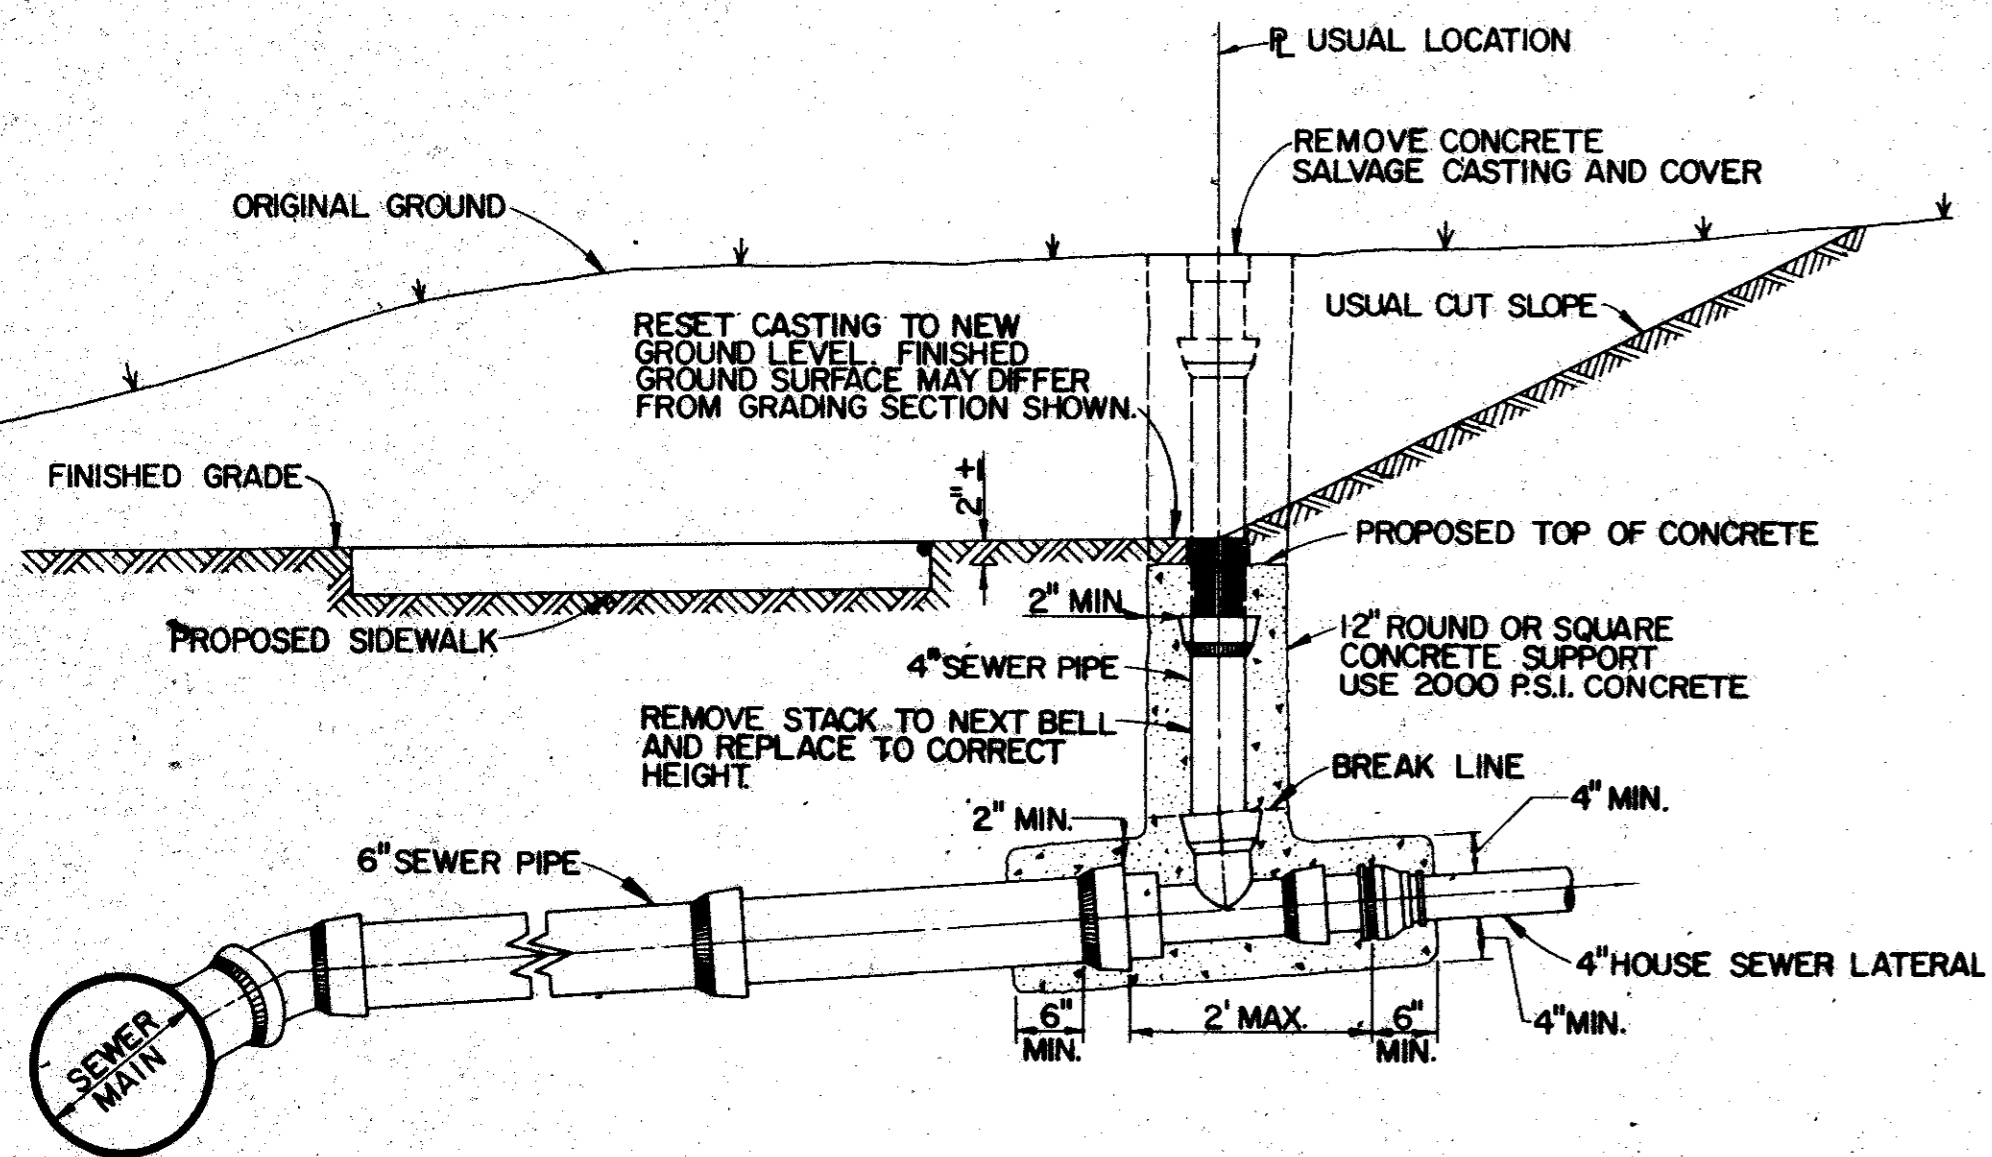 ℄ USUAL LOCATION
REMOVE CONCRETE
SALVAGE CASTING AND COVER
ORIGINAL GROUND
USUAL CUT SLOPE
RESET CASTING TO NEW
GROUND LEVEL. FINISHED
GROUND SURFACE MAY DIFFER
FROM GRADING SECTION SHOWN.
FINISHED GRADE
2" ±
PROPOSED TOP OF CONCRETE
2" MIN.
PROPOSED SIDEWALK
12" ROUND OR SQUARE
CONCRETE SUPPORT
USE 2000 P.S.I. CONCRETE
4" SEWER PIPE
REMOVE STACK TO NEXT BELL
AND REPLACE TO CORRECT
HEIGHT.
BREAK LINE
4" MIN.
2" MIN.
6" SEWER PIPE
4" HOUSE SEWER LATERAL
6"
MIN.
2' MAX.
6"
MIN.
4" MIN.
SEWER
MAIN